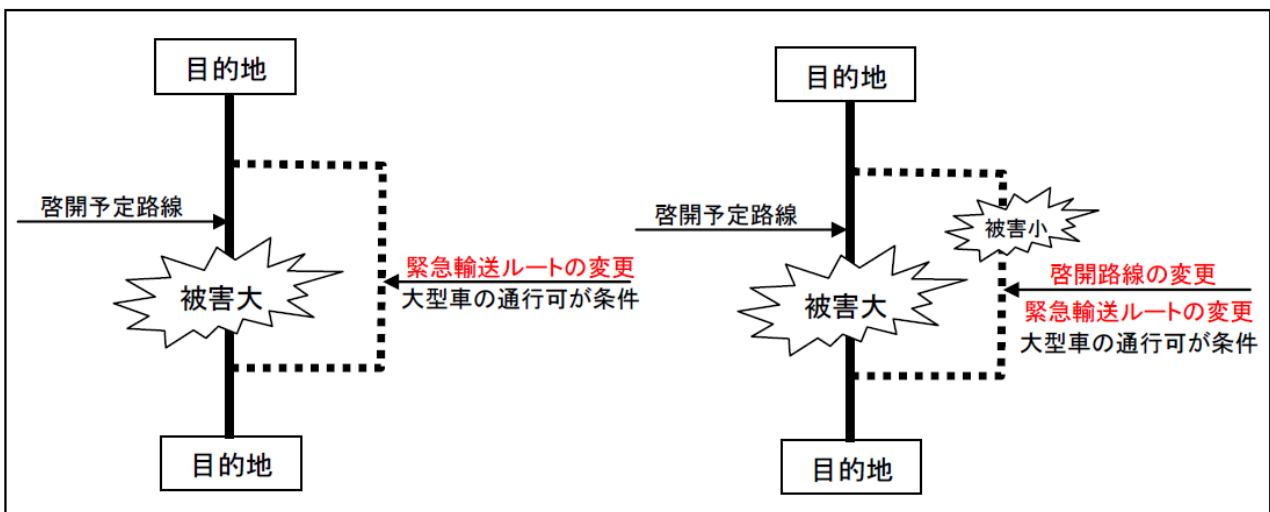 目的地
啓開予定路線
被害大
緊急輸送ルートの変更
大型車の通行可が条件
目的地
目的地
啓開予定路線
被害小
被害大
啓開路線の変更
緊急輸送ルートの変更
大型車の通行可が条件
目的地